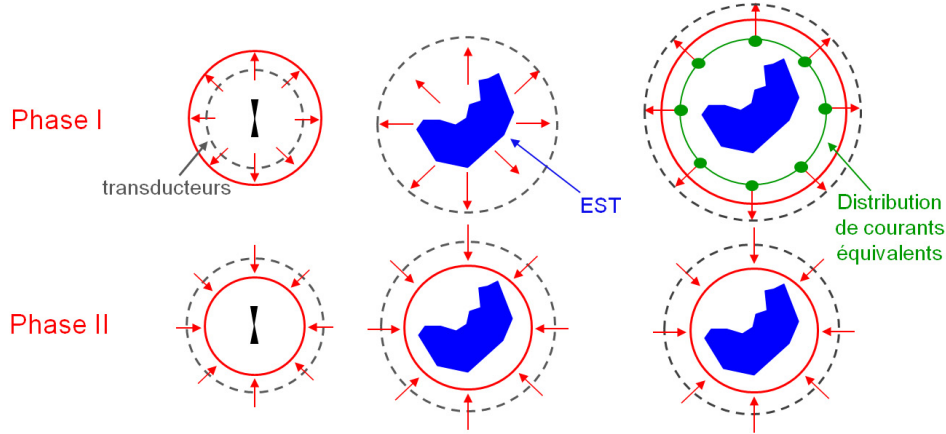 Phase I
transducteurs
EST
Distribution
de courants
équivalents
Phase II